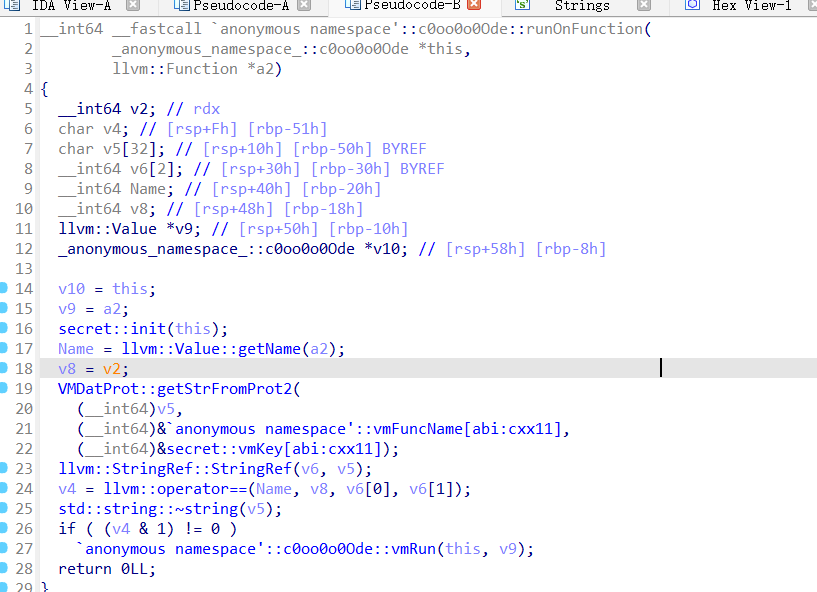 IDA View-A Pseudocode-A Pseudocode-B Strings Hex View-1
1 __int64 __fastcall `anonymous namespace'::c0oo0o0Ode::runOnFunction(
2 _anonymous_namespace_::c0oo0o0Ode *this,
3 llvm::Function *a2)
4 {
5 __int64 v2; // rdx
6 char v4; // [rsp+Fh] [rbp-51h]
7 char v5[32]; // [rsp+10h] [rbp-50h] BYREF
8 __int64 v6[2]; // [rsp+30h] [rbp-30h] BYREF
9 __int64 Name; // [rsp+40h] [rbp-20h]
10 __int64 v8; // [rsp+48h] [rbp-18h]
11 llvm::Value *v9; // [rsp+50h] [rbp-10h]
12 _anonymous_namespace_::c0oo0o0Ode *v10; // [rsp+58h] [rbp-8h]
13
14 v10 = this;
15 v9 = a2;
16 secret::init(this);
17 Name = llvm::Value::getName(a2);
18 v8 = v2;
19 VMDatProt::getStrFromProt2(
20 (__int64)v5,
21 (__int64)&`anonymous namespace'::vmFuncName[abi:cxx11],
22 (__int64)&secret::vmKey[abi:cxx11]);
23 llvm::StringRef::StringRef(v6, v5);
24 v4 = llvm::operator==(Name, v8, v6[0], v6[1]);
25 std::string::~string(v5);
26 if ( (v4 & 1) != 0 )
27 `anonymous namespace'::c0oo0o0Ode::vmRun(this, v9);
28 return 0LL;
29 }